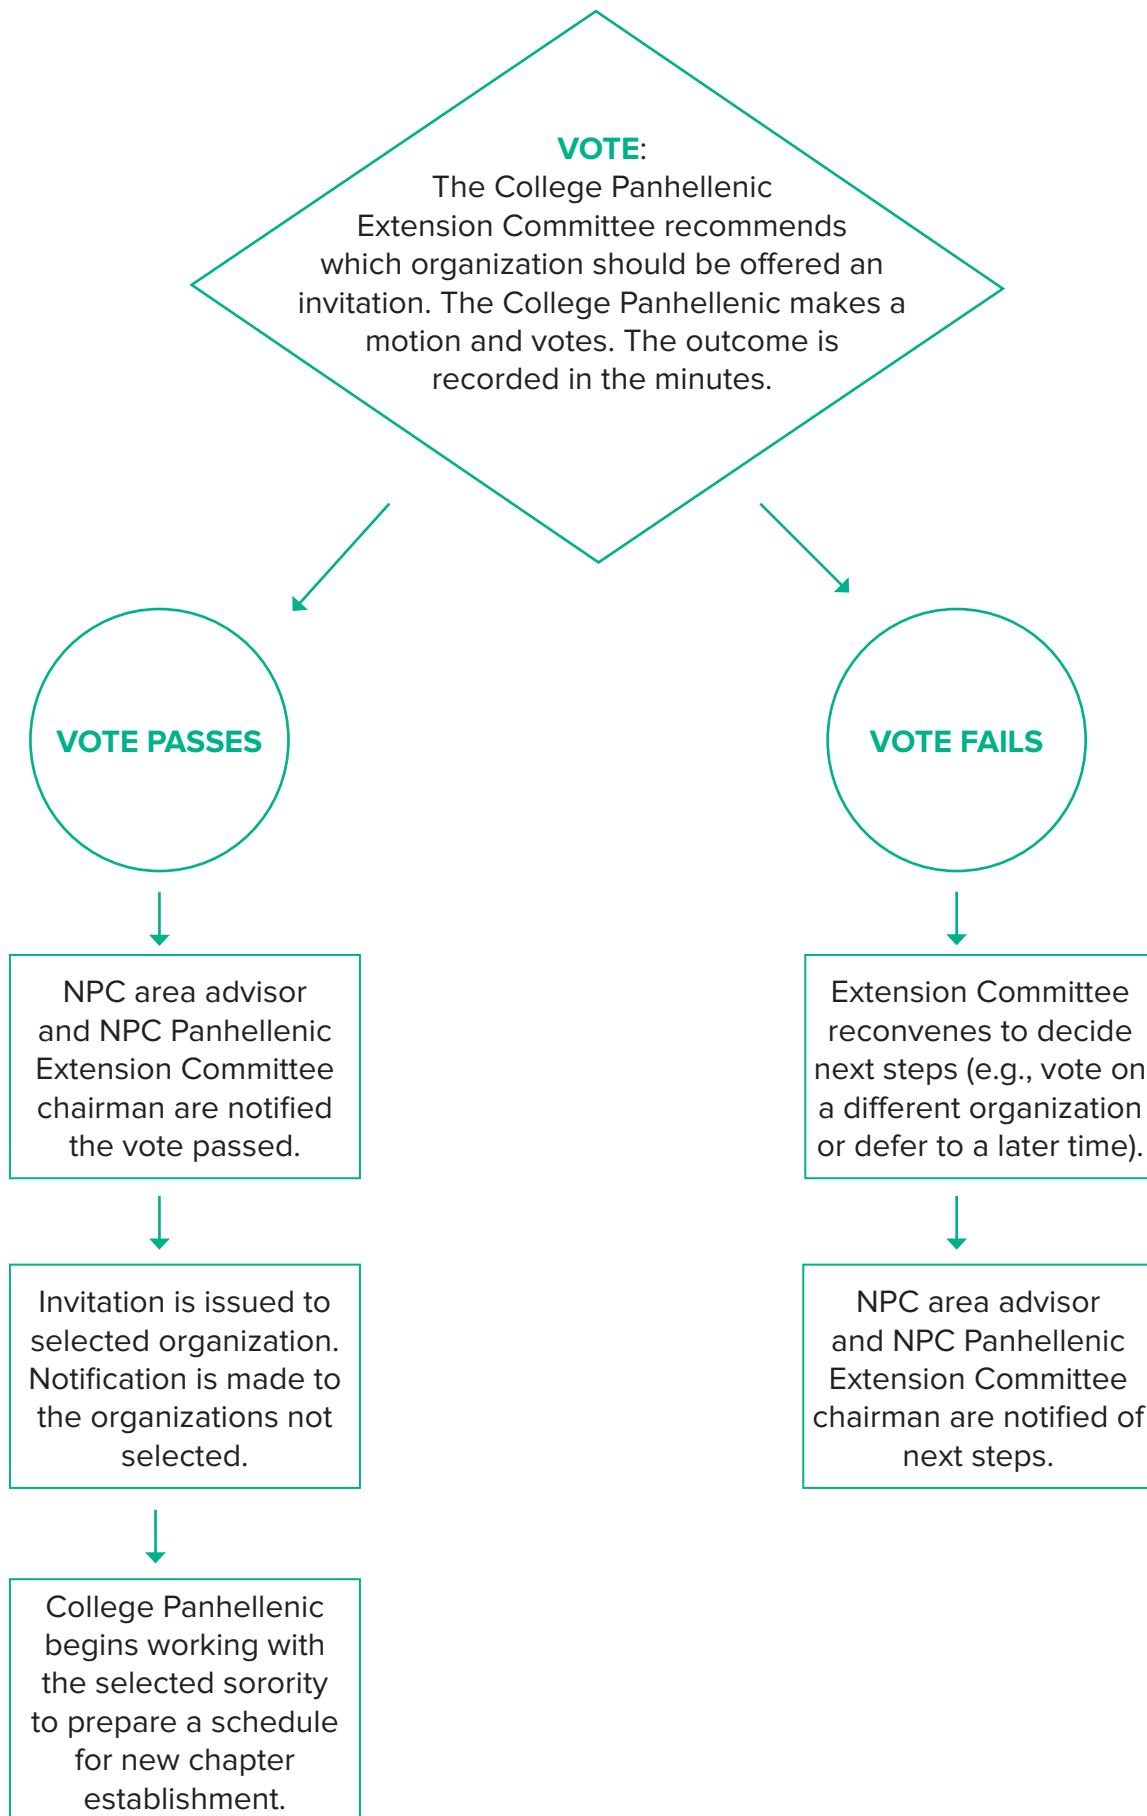 VOTE:
The College Panhellenic
Extension Committee recommends
which organization should be offered an
invitation. The College Panhellenic makes a
motion and votes. The outcome is
recorded in the minutes.
VOTE PASSES
NPC area advisor
and NPC Panhellenic
Extension Committee
chairman are notified
the vote passed.
Invitation is issued to
selected organization.
Notification is made to
the organizations not
selected.
College Panhellenic
begins working with
the selected sorority
to prepare a schedule
for new chapter
establishment.
VOTE FAILS
Extension Committee
reconvenes to decide
next steps (e.g., vote on
a different organization
or defer to a later time).
NPC area advisor
and NPC Panhellenic
Extension Committee
chairman are notified of
next steps.